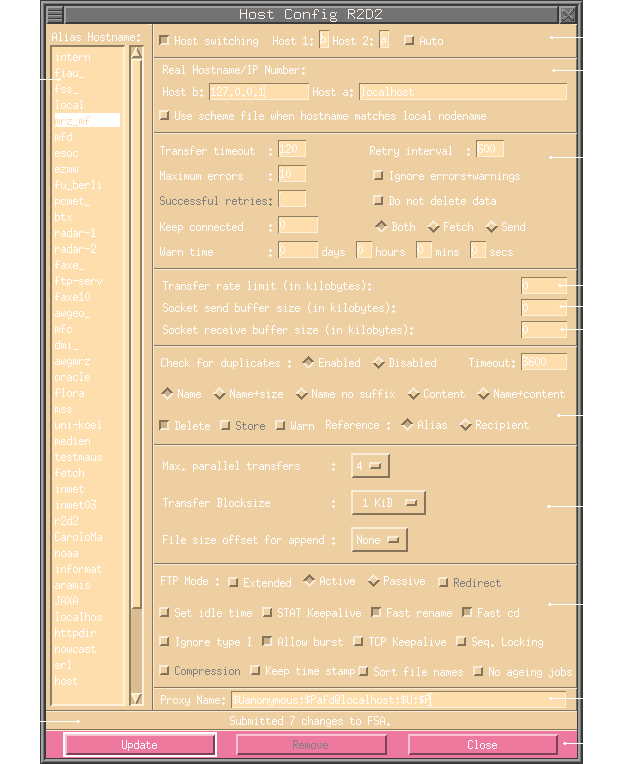 Host Config R2D2
Alias Hostname:
intern
fiau_
fss_
local
mrz_mf
mfd
esoc
ezmw
fu_berli
pcmet_
btx
radar-1
radar-2
faxe_
ftp-serv
faxe10
awgeo_
mfc
dmi_
awgmrz
oracle
flora
mss
uni-koel
medien
testmaus
fetch
inmet
inmet03
r2d2
CaroloMa
noaa
informat
aramis
JAXA
localhos
httpdir
nowcast
srl
host
Host switching Host 1: b Host 2: a Auto
Real Hostname/IP Number:
Host b: 127.0.0.1 Host a: localhost
Use scheme file when hostname matches local nodename
Transfer timeout : 120 Retry interval : 600
Maximum errors : 10 Ignore errors+warnings
Successful retries: Do not delete data
Keep connected : 0 Both Fetch Send
Warn time : 0 days 0 hours 0 mins 0 secs
Transfer rate limit (in kilobytes): 0
Socket send buffer size (in kilobytes): 0
Socket receive buffer size (in kilobytes): 0
Check for duplicates : Enabled Disabled Timeout: 3600
Name Name+size Name no suffix Content Name+content
Delete Store Warn Reference : Alias Recipient
Max. parallel transfers : 4
Transfer Blocksize : 1 KiB
File size offset for append : None
FTP Mode : Extended Active Passive Redirect
Set idle time STAT Keepalive Fast rename Fast cd
Ignore type I Allow burst TCP Keepalive Seq. Locking
Compression Keep time stamp Sort file names No ageing jobs
Proxy Name: $Uanonymous;$Pafd@localhost;$U;$P
Submitted 7 changes to FSA.
Update Remove Close